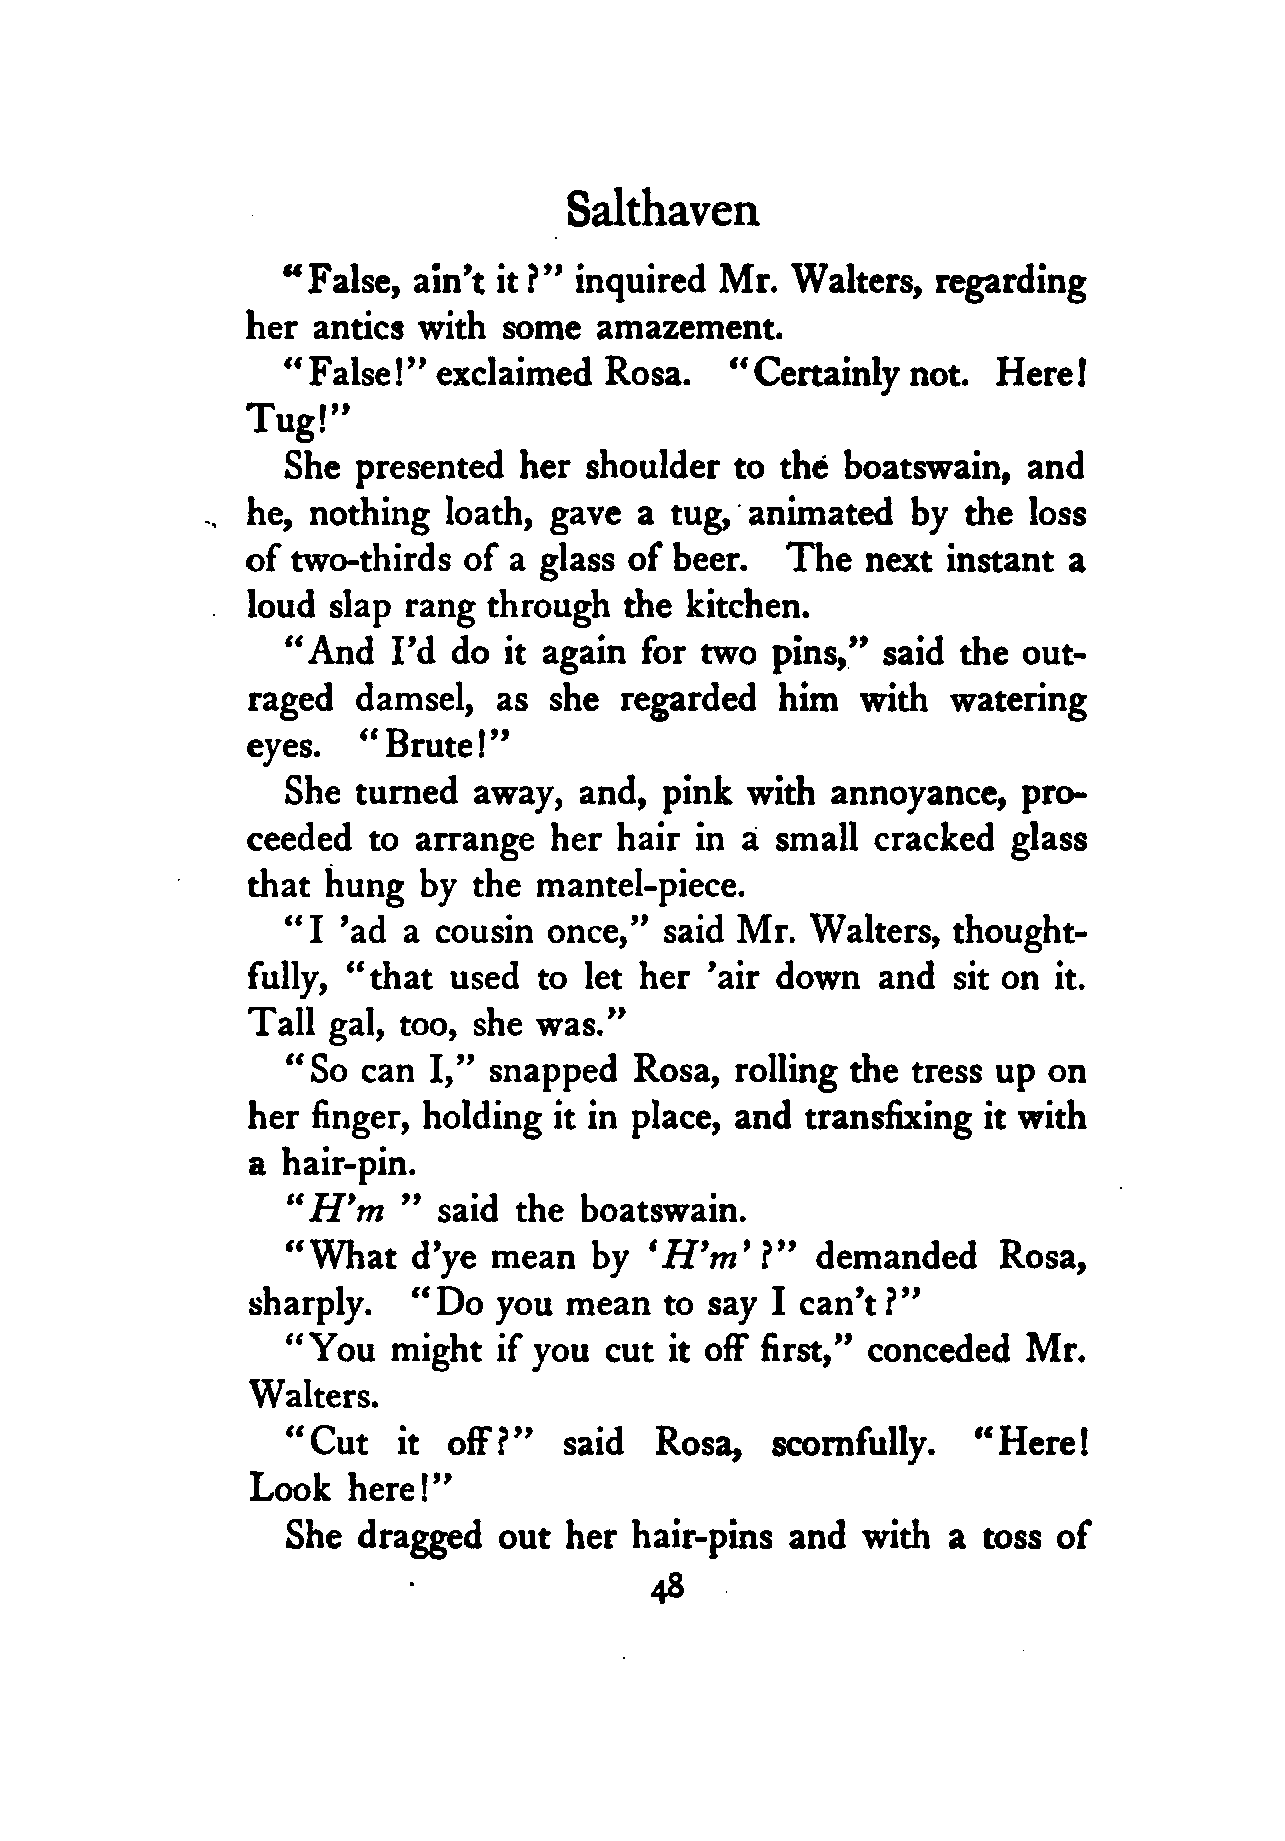 Salthaven
"False, ain't it?" inquired Mr. Walters, regarding
her antics with some amazement.
"False!" exclaimed Rosa. "Certainly not. Here!
Tug!"
She presented her shoulder to the boatswain, and
he, nothing loath, gave a tug, animated by the loss
of two-thirds of a glass of beer. The next instant a
loud slap rang through the kitchen.
"And I'd do it again for two pins," said the out-
raged damsel, as she regarded him with watering
eyes. "Brute!"
She turned away, and, pink with annoyance, pro-
ceeded to arrange her hair in a small cracked glass
that hung by the mantel-piece.
"I 'ad a cousin once," said Mr. Walters, thought-
fully, "that used to let her 'air down and sit on it.
Tall gal, too, she was."
"So can I," snapped Rosa, rolling the tress up on
her finger, holding it in place, and transfixing it with
a hair-pin.
"H'm " said the boatswain.
"What d'ye mean by 'H'm'?" demanded Rosa,
sharply. "Do you mean to say I can't?"
"You might if you cut it off first," conceded Mr.
Walters.
"Cut it off?" said Rosa, scornfully. "Here!
Look here!"
She dragged out her hair-pins and with a toss of
48